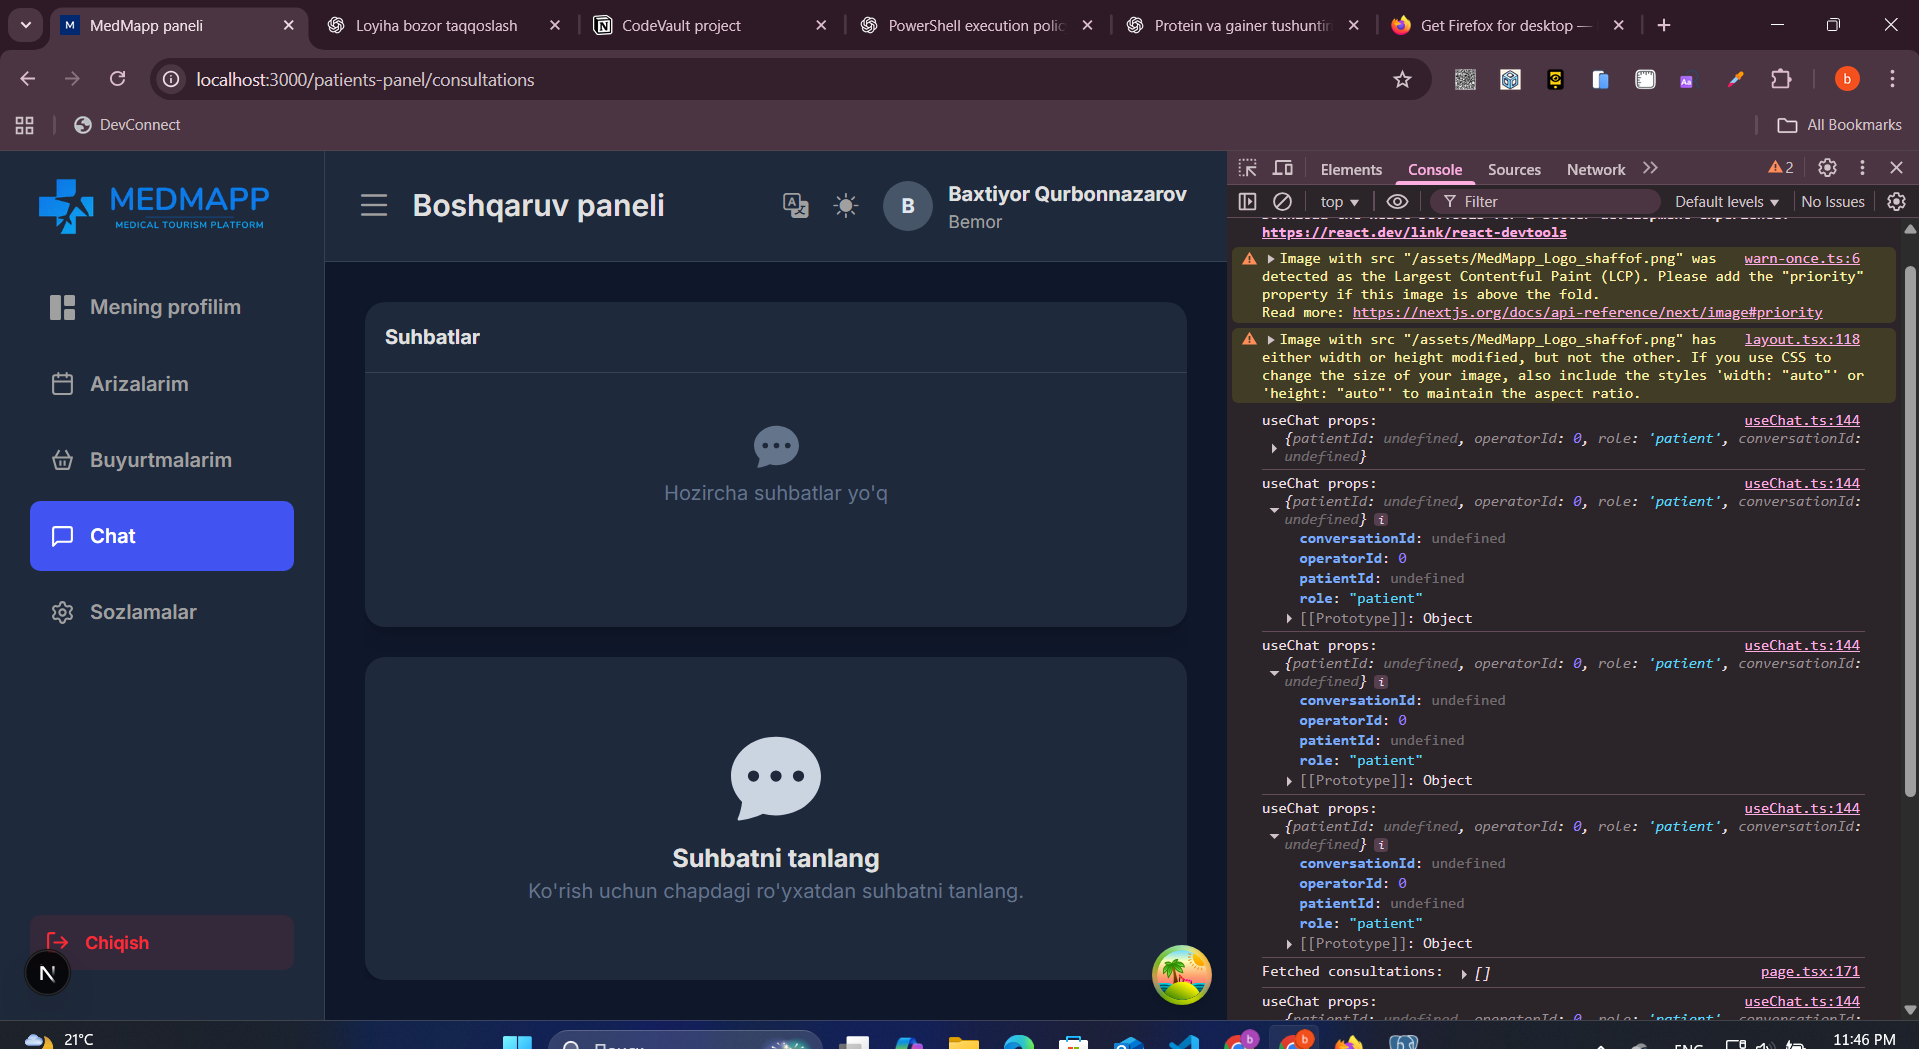 MedMapp paneli
Loyiha bozor taqqoslash
CodeVault project
PowerShell execution polic
Protein va gainer tushuntir
Get Firefox for desktop —
localhost:3000/patients-panel/consultations
b
DevConnect
All Bookmarks
MEDMAPP
MEDICAL TOURISM PLATFORM
Mening profilim
Arizalarim
Buyurtmalarim
Chat
Sozlamalar
Chiqish
N
Boshqaruv paneli
B
Baxtiyor Qurbonnazarov
Bemor
Suhbatlar
Hozircha suhbatlar yo'q
Suhbatni tanlang
Ko'rish uchun chapdagi ro'yxatdan suhbatni tanlang.
Elements
Console
Sources
Network
2
top
Filter
Default levels
No Issues
https://react.dev/link/react-devtools
Image with src "/assets/MedMapp_Logo_shaffof.png" was warn-once.ts:6
detected as the Largest Contentful Paint (LCP). Please add the "priority"
property if this image is above the fold.
Read more: https://nextjs.org/docs/api-reference/next/image#priority
Image with src "/assets/MedMapp_Logo_shaffof.png" has layout.tsx:118
either width or height modified, but not the other. If you use CSS to
change the size of your image, also include the styles 'width: "auto"' or
'height: "auto"' to maintain the aspect ratio.
useChat props: useChat.ts:144
{patientId: undefined, operatorId: 0, role: 'patient', conversationId:
undefined}
useChat props: useChat.ts:144
{patientId: undefined, operatorId: 0, role: 'patient', conversationId:
undefined} i
conversationId: undefined
operatorId: 0
patientId: undefined
role: "patient"
[[Prototype]]: Object
useChat props: useChat.ts:144
{patientId: undefined, operatorId: 0, role: 'patient', conversationId:
undefined} i
conversationId: undefined
operatorId: 0
patientId: undefined
role: "patient"
[[Prototype]]: Object
useChat props: useChat.ts:144
{patientId: undefined, operatorId: 0, role: 'patient', conversationId:
undefined} i
conversationId: undefined
operatorId: 0
patientId: undefined
role: "patient"
[[Prototype]]: Object
Fetched consultations: [] page.tsx:171
useChat props: useChat.ts:144
21°C
11:46 PM